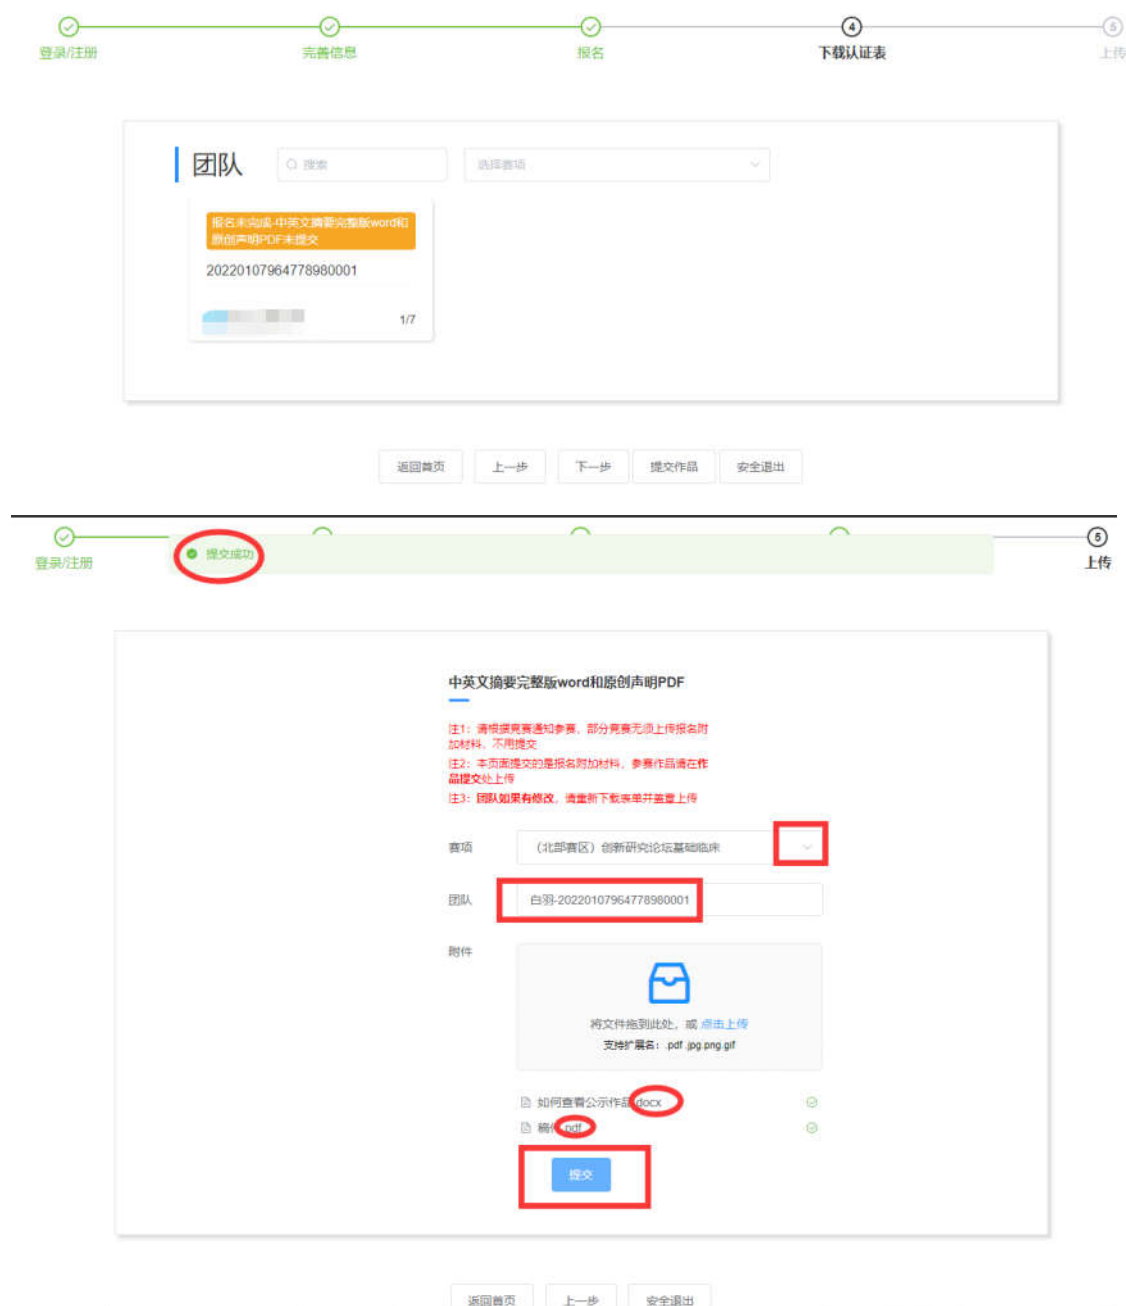 ④
⑤
登录/注册
完善信息
报名
下载认证表
上传
团队
搜索
选择赛项
报名未完成-中英文摘要完整版word和
原创声明PDF未提交
20220107964778980001
1/7
返回首页
上一步
下一步
提交作品
安全退出
提交成功
⑤
登录/注册
上传
中英文摘要完整版word和原创声明PDF
注1：请根据竞赛通知参赛，部分竞赛无须上传报名附
加材料，不用提交
注2：本页面提交的是报名附加材料，参赛作品请在作
品提交处上传
注3：团队如果有修改，请重新下载表单并盖章上传
赛项
（北部赛区）创新研究论坛基础临床
团队
白羽-20220107964778980001
附件
将文件拖到此处，或 点击上传
支持扩展名：.pdf .jpg.png.gif
如何查看公示作品.docx
稿件.pdf
提交
返回首页
上一步
安全退出